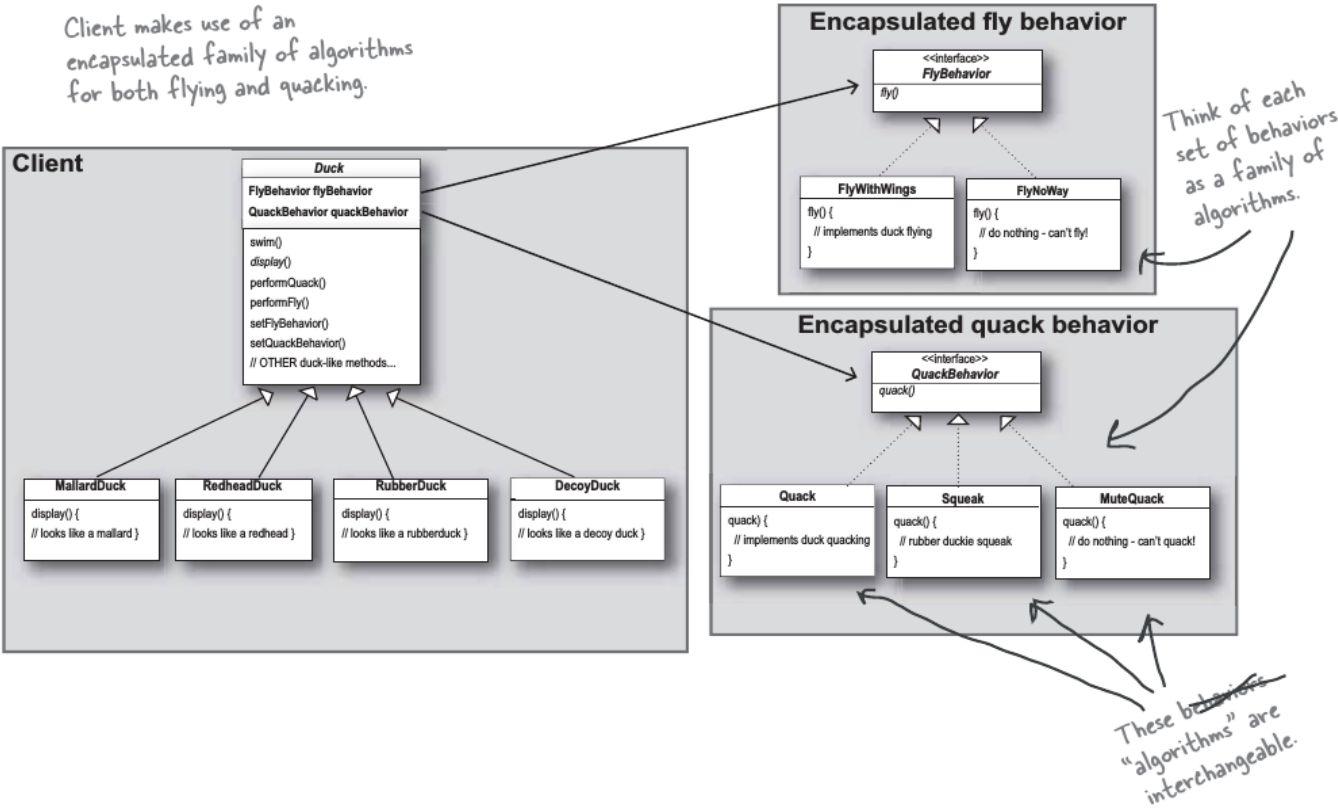 Client makes use of an
encapsulated family of algorithms
for both flying and quacking.
Client
Duck
FlyBehavior flyBehavior
QuackBehavior quackBehavior
swim()
display()
performQuack()
performFly()
setFlyBehavior()
setQuackBehavior()
// OTHER duck-like methods...
MallardDuck
display() {
// looks like a mallard }
RedheadDuck
display() {
// looks like a redhead }
RubberDuck
display() {
// looks like a rubberduck }
DecoyDuck
display() {
// looks like a decoy duck }
Encapsulated fly behavior
<<interface>>
FlyBehavior
fly()
FlyWithWings
fly() {
// implements duck flying
}
FlyNoWay
fly() {
// do nothing - can't fly!
}
Think of each
set of behaviors
as a family of
algorithms.
Encapsulated quack behavior
<<interface>>
QuackBehavior
quack()
Quack
quack) {
// implements duck quacking
}
Squeak
quack() {
// rubber duckie squeak
}
MuteQuack
quack() {
// do nothing - can't quack!
}
These behaviors
“algorithms” are
interchangeable.